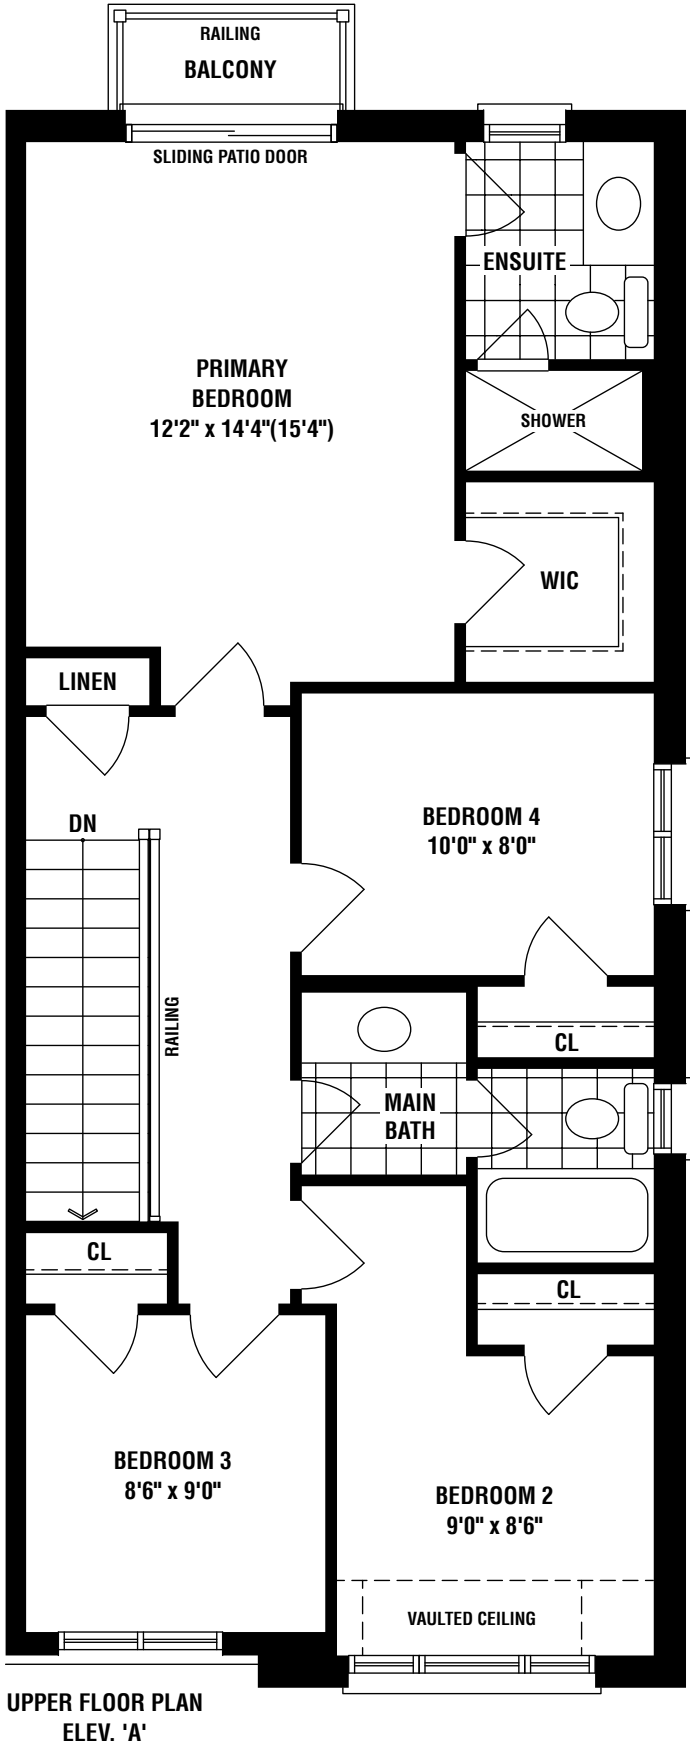 RAILING
BALCONY
SLIDING PATIO DOOR
ENSUITE
PRIMARY
BEDROOM
12'2" x 14'4"(15'4")
SHOWER
WIC
LINEN
DN
BEDROOM 4
10'0" x 8'0"
RAILING
CL
MAIN
BATH
CL
CL
BEDROOM 3
8'6" x 9'0"
BEDROOM 2
9'0" x 8'6"
VAULTED CEILING
UPPER FLOOR PLAN
ELEV. 'A'